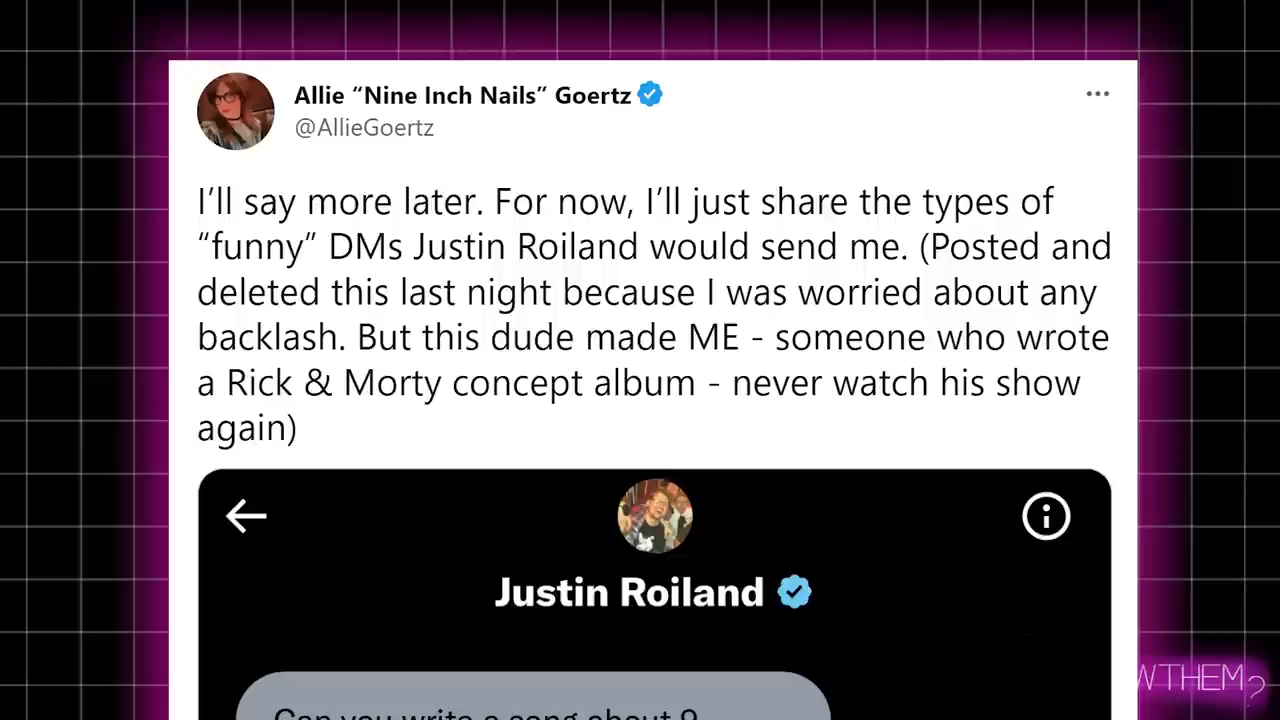 Allie “Nine Inch Nails” Goertz
@AllieGoertz
I’ll say more later. For now, I’ll just share the types of
“funny” DMs Justin Roiland would send me. (Posted and
deleted this last night because I was worried about any
backlash. But this dude made ME - someone who wrote
a Rick & Morty concept album - never watch his show
again)
Justin Roiland
Can you write a song about 9
WTHEM?